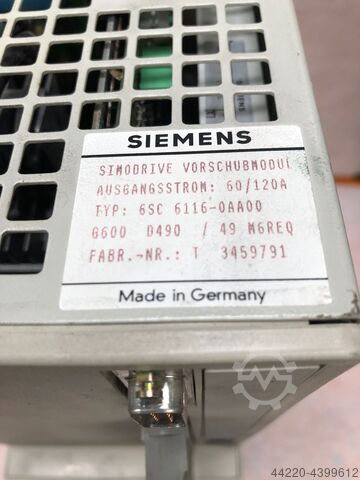 SIEMENS
SIMODRIVE VORSCHUBMODUL
AUSGANGSSTROM: 60/120A
TYP: 6SC 6116-0AA00
G600 D490 / 49 M6REQ
FABR.-NR.: T 3459791
Made in Germany
44220-4399612